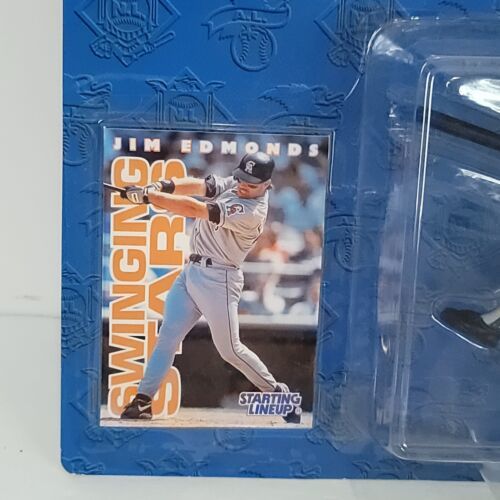 JIM EDMONDS
SWINGING
STARS
STARTING
LINEUP